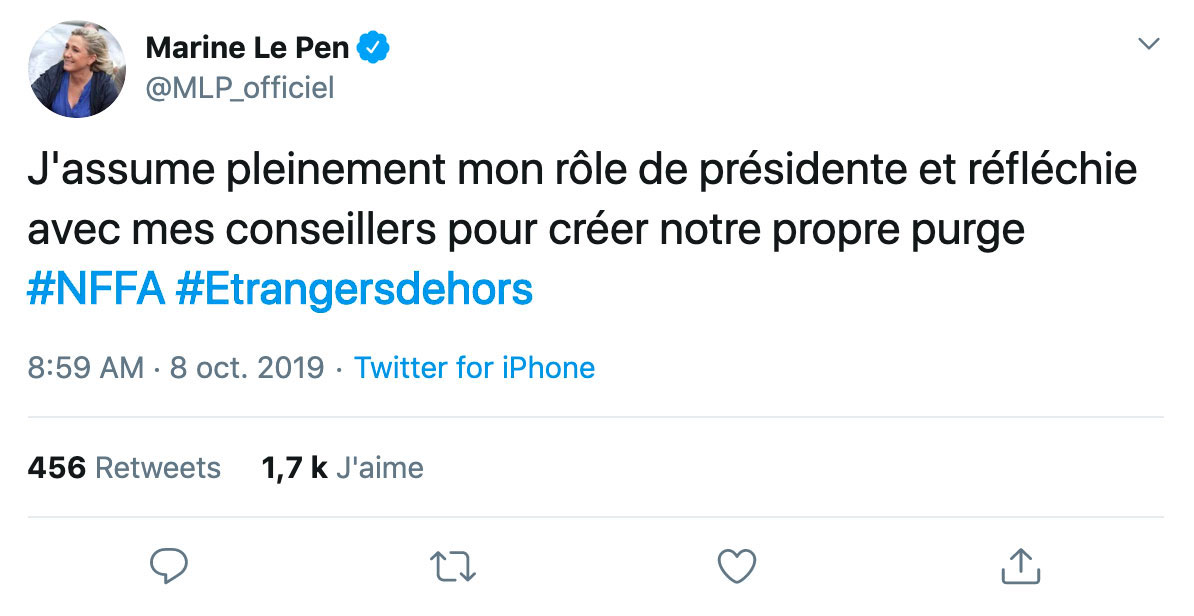 Marine Le Pen
@MLP_officiel
J'assume pleinement mon rôle de présidente et réfléchie
avec mes conseillers pour créer notre propre purge
#NFFA #Etrangersdehors
8:59 AM · 8 oct. 2019 · Twitter for iPhone
456 Retweets 1,7 k J'aime